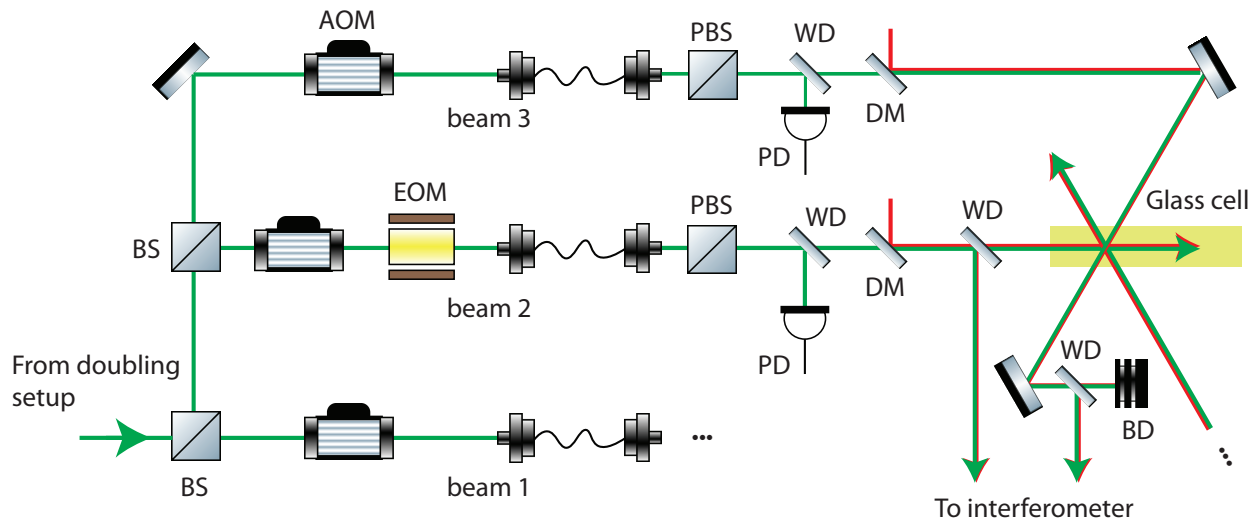 AOM
PBS
WD
DM
beam 3
PD
EOM
PBS
WD
WD
Glass cell
BS
DM
beam 2
PD
WD
From doubling
setup
BD
...
BS
beam 1
...
To interferometer